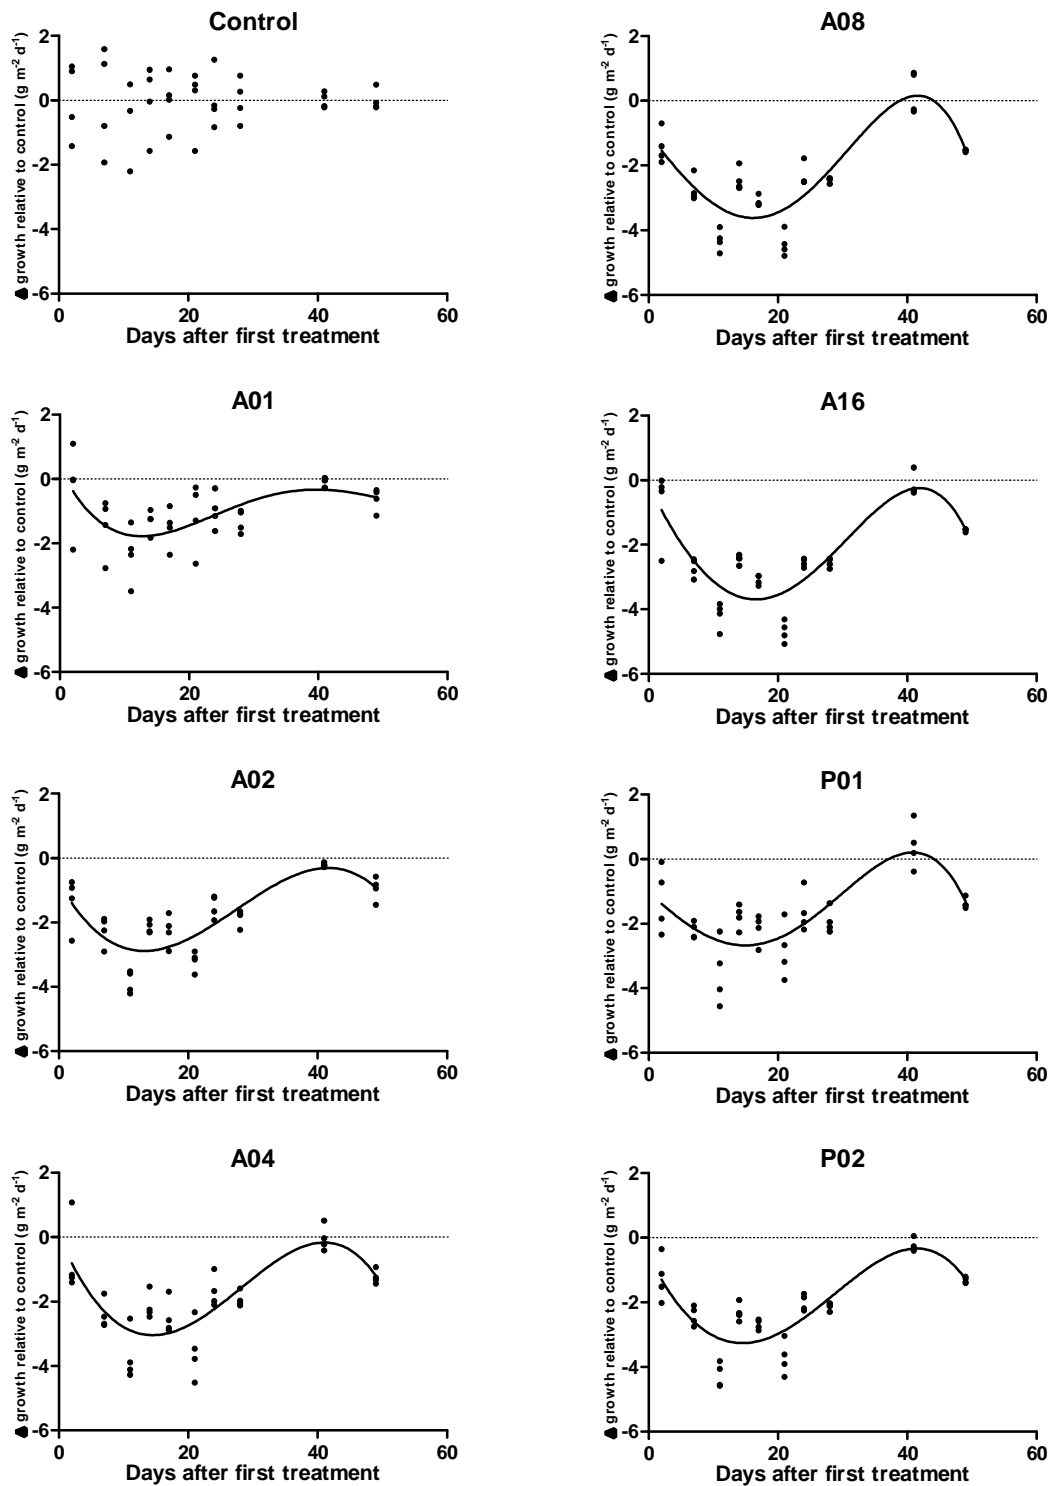 Control
2
0
-2
-4
-6
Δ growth relative to control (g m⁻² d⁻¹)
0 20 40 60
Days after first treatment
A08
2
0
-2
-4
-6
Δ growth relative to control (g m⁻² d⁻¹)
0 20 40 60
Days after first treatment
A01
2
0
-2
-4
-6
Δ growth relative to control (g m⁻² d⁻¹)
0 20 40 60
Days after first treatment
A16
2
0
-2
-4
-6
Δ growth relative to control (g m⁻² d⁻¹)
0 20 40 60
Days after first treatment
A02
2
0
-2
-4
-6
Δ growth relative to control (g m⁻² d⁻¹)
0 20 40 60
Days after first treatment
P01
2
0
-2
-4
-6
Δ growth relative to control (g m⁻² d⁻¹)
0 20 40 60
Days after first treatment
A04
2
0
-2
-4
-6
Δ growth relative to control (g m⁻² d⁻¹)
0 20 40 60
Days after first treatment
P02
2
0
-2
-4
-6
Δ growth relative to control (g m⁻² d⁻¹)
0 20 40 60
Days after first treatment